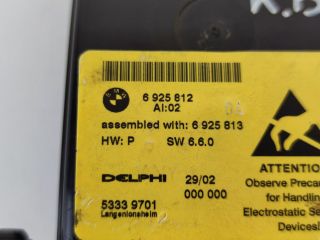 BMW
6 925 812
AI:02
assembled with: 6 925 813
HW: P SW 6.6.0
DELPHI 29/02
000 000
5333 9701
Langenlonsheim
ATTENTIO
Observe Precau
for Handlin
Electrostatic Se
Devices